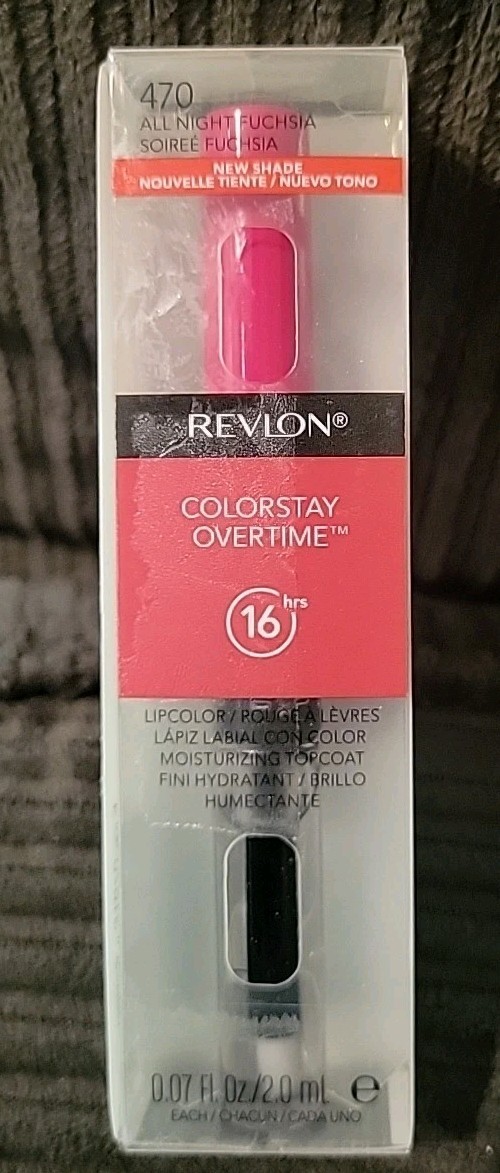 470
ALL NIGHT FUCHSIA
SOIREÉ FUCHSIA
NEW SHADE
NOUVELLE TIENTE / NUEVO TONO
REVLON®
COLORSTAY
OVERTIME™
16 hrs
LIPCOLOR / ROUGE À LÈVRES
LÁPIZ LABIAL CON COLOR
MOISTURIZING TOPCOAT
FINI HYDRATANT / BRILLO
HUMECTANTE
0.07 Fl. Oz./2.0 mL ℮
EACH / CHACUN / CADA UNO